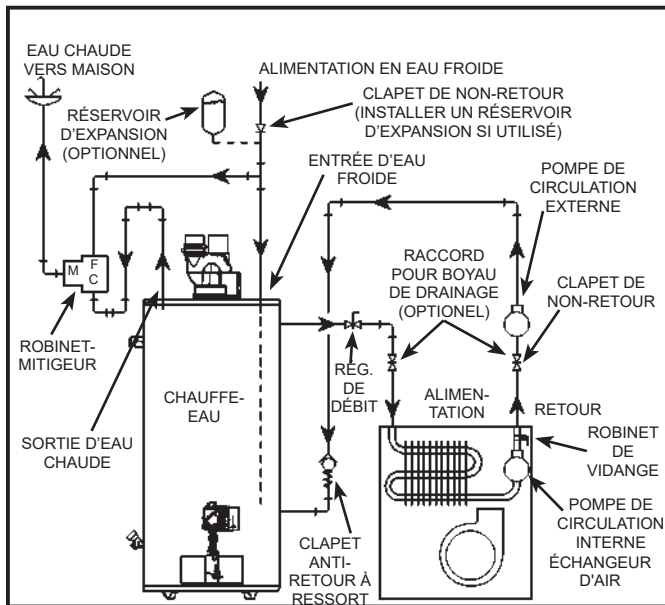 EAU CHAUDE
VERS MAISON
ALIMENTATION EN EAU FROIDE
RÉSERVOIR
D'EXPANSION
(OPTIONNEL)
CLAPET DE NON-RETOUR
(INSTALLER UN RÉSERVOIR
D'EXPANSION SI UTILISÉ)
ENTRÉE D'EAU
FROIDE
POMPE DE
CIRCULATION
EXTERNE
M
F
C
ROBINET-
MITIGEUR
RACCORD
POUR BOYAU
DE DRAINAGE
(OPTIONEL)
CLAPET DE
NON-RETOUR
CHAUFFE-
EAU
RÉG.
DE
DÉBIT
ALIMEN-
TATION
RETOUR
SORTIE D'EAU
CHAUDE
ROBINET
DE
VIDANGE
CLAPET
ANTI-
RETOUR À
RESSORT
POMPE DE
CIRCULATION
INTERNE
ÉCHANGEUR
D'AIR